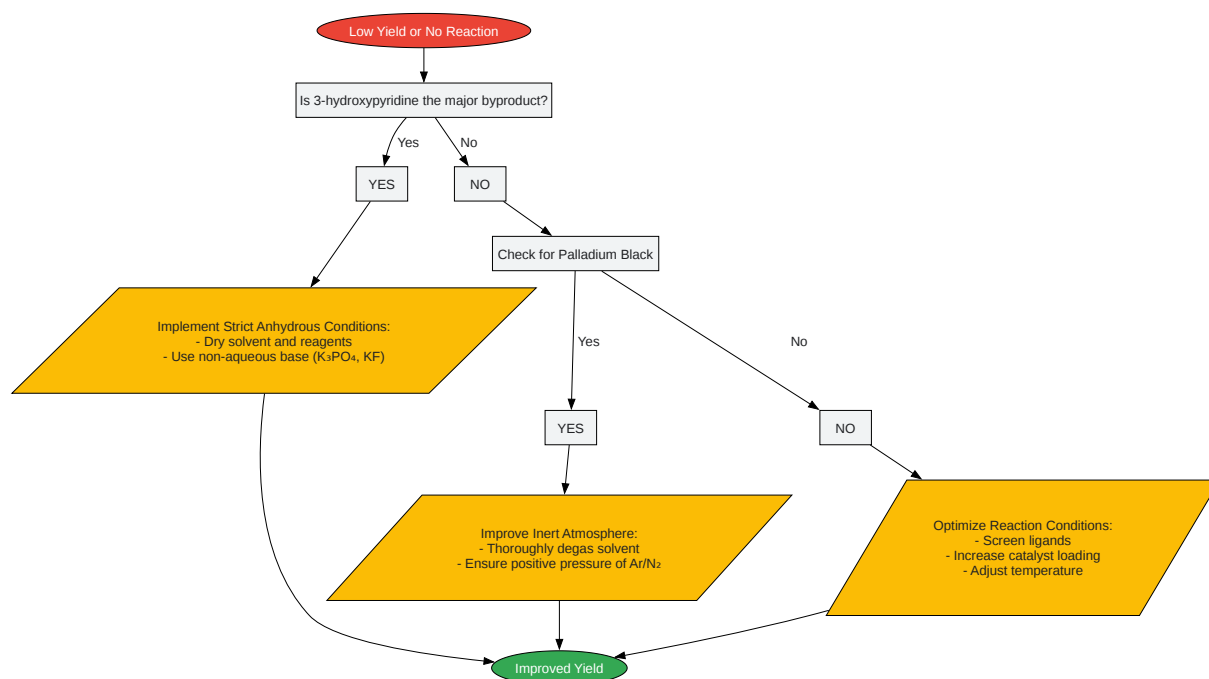 Low Yield or No Reaction
Is 3-hydroxypyridine the major byproduct?
Yes
No
YES
NO
Check for Palladium Black
Implement Strict Anhydrous Conditions:
- Dry solvent and reagents
- Use non-aqueous base (K₃PO₄, KF)
Yes
No
YES
NO
Improve Inert Atmosphere:
- Thoroughly degas solvent
- Ensure positive pressure of Ar/N₂
Optimize Reaction Conditions:
- Screen ligands
- Increase catalyst loading
- Adjust temperature
Improved Yield